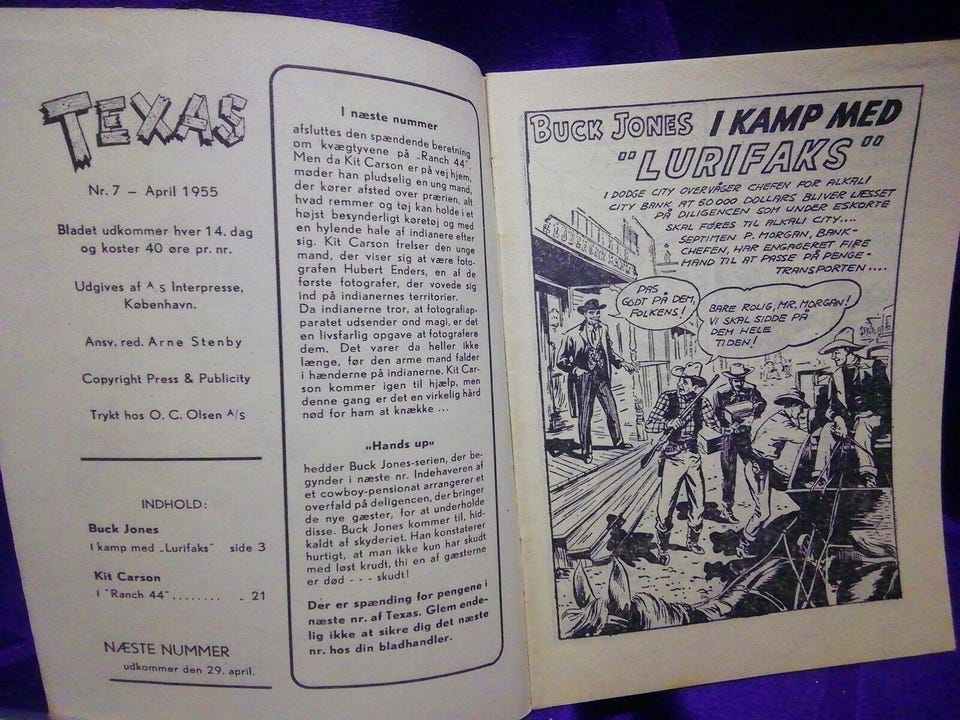 TEXAS
Nr. 7 – April 1955
Bladet udkommer hver 14. dag
og koster 40 øre pr. nr.
Udgives af A/S Interpresse,
København.
Ansv. red. Arne Stenby
Copyright Press & Publicity
Trykt hos O. C. Olsen A/S
INDHOLD:
Buck Jones
I kamp med „Lurifaks" side 3
Kit Carson
I "Ranch 44" ........ - 21
NÆSTE NUMMER
udkommer den 29. april.
I næste nummer
afsluttes den spændende beretning
om kvægtyvene på „Ranch 44".
Men da Kit Carson er på vej hjem,
møder han pludselig en ung mand,
der kører afsted over prærien, alt
hvad remmer og tøj kan holde i et
højst besynderligt køretøj og med
en hylende hale af indianere efter
sig. Kit Carson frelser den unge
mand, der viser sig at være foto-
grafen Hubert Enders, en af de
første fotografer, der vovede sig
ind på indianernes territorier.
Da indianerne tror, at fotografiap-
paratet udsender ond magi, er det
en livsfarlig opgave at fotografere
dem. Det varer da heller ikke
længe, før den arme mand falder
i hænderne på indianerne. Kit Car-
son kommer igen til hjælp, men
denne gang er det en virkelig hård
nød for ham at knække ...
„Hands up"
hedder Buck Jones-serien, der be-
gynder i næste nr. Indehaveren af
et cowboy-pensionat arrangerer et
overfald på deligencen, der bringer
de nye gæster, for at underholde
disse. Buck Jones kommer til, hid-
kaldt af skyderiet. Han konstaterer
hurtigt, at man ikke kun har skudt
med løst krudt, thi en af gæsterne
er død - - - skudt!
Der er spænding for pengene i
næste nr. af Texas. Glem ende-
lig ikke at sikre dig det næste
nr. hos din bladhandler.
BUCK JONES I KAMP MED
"LURIFAKS"
I DODGE CITY OVERVÅGER CHEFEN FOR ALKALI
CITY BANK AT 50 000 DOLLARS BLIVER LÆSSET
PÅ DILIGENCEN SOM UNDER ESKORTE
SKAL FØRES TIL ALKALI CITY....
SEPTIMEN P. MORGAN, BANK-
CHEFEN, HAR ENGAGERET FIRE
MAND TIL AT PASSE PÅ PENGE-
TRANSPORTEN....
PAS
GODT PÅ DEM,
FOLKENS!
BARE ROLIG, MR. MORGAN!
VI SKAL SIDDE PÅ
DEM HELE
TIDEN!